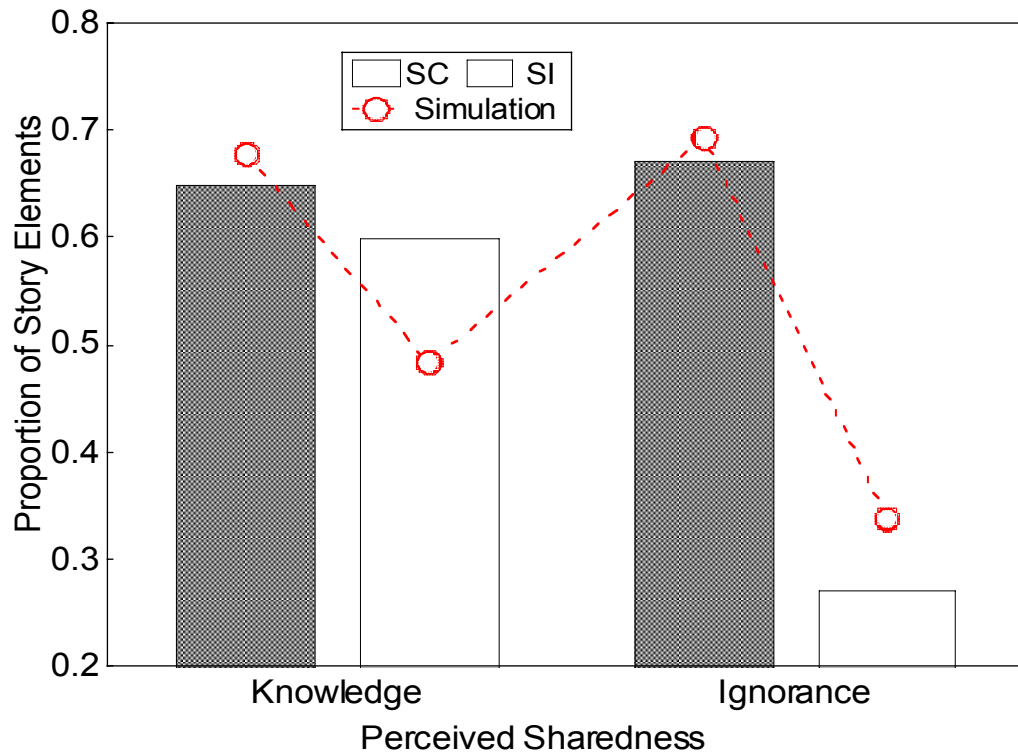 0.8
0.7
0.6
0.5
0.4
0.3
0.2
Proportion of Story Elements
SC SI
Simulation
Knowledge Ignorance
Perceived Sharedness